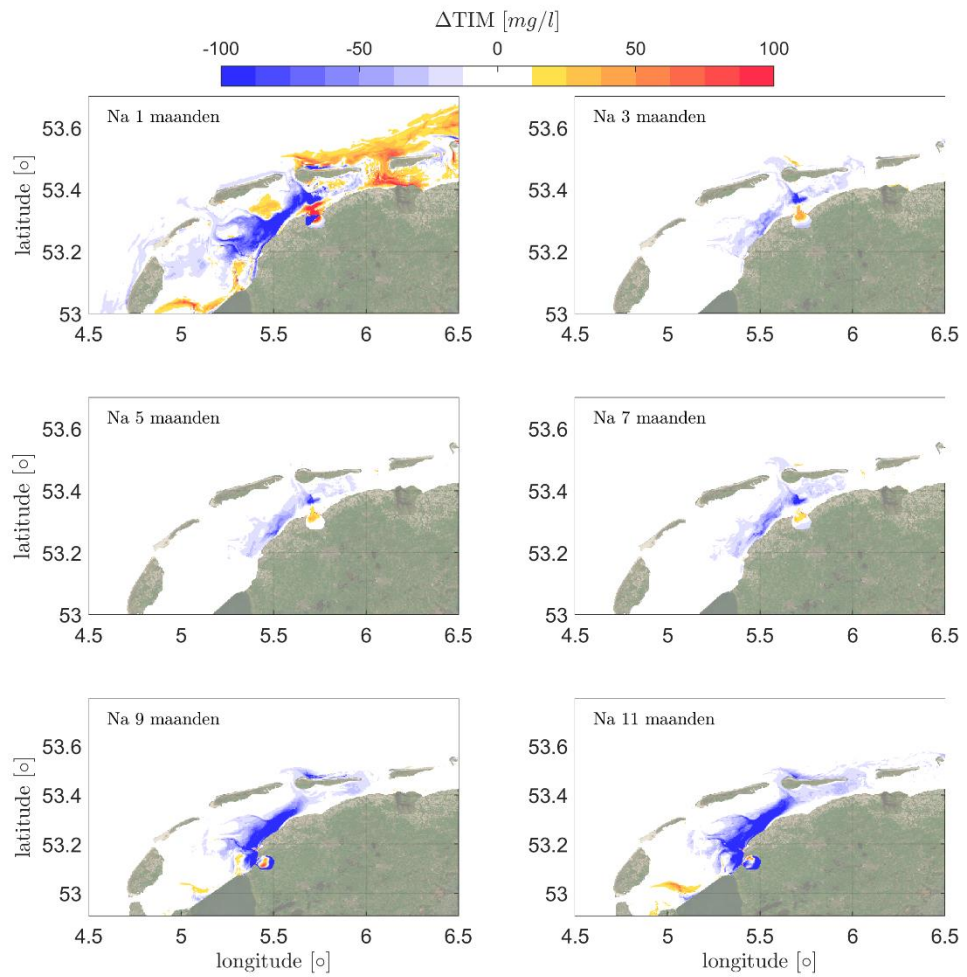 ΔTIM [mg/l]
-100 -50 0 50 100
Na 1 maanden
Na 3 maanden
latitude [○]
53.6 53.4 53.2 53
53.6 53.4 53.2 53
4.5 5 5.5 6 6.5
4.5 5 5.5 6 6.5
Na 5 maanden
Na 7 maanden
latitude [○]
53.6 53.4 53.2 53
53.6 53.4 53.2 53
4.5 5 5.5 6 6.5
4.5 5 5.5 6 6.5
Na 9 maanden
Na 11 maanden
latitude [○]
53.6 53.4 53.2 53
53.6 53.4 53.2 53
4.5 5 5.5 6 6.5
4.5 5 5.5 6 6.5
longitude [○]
longitude [○]